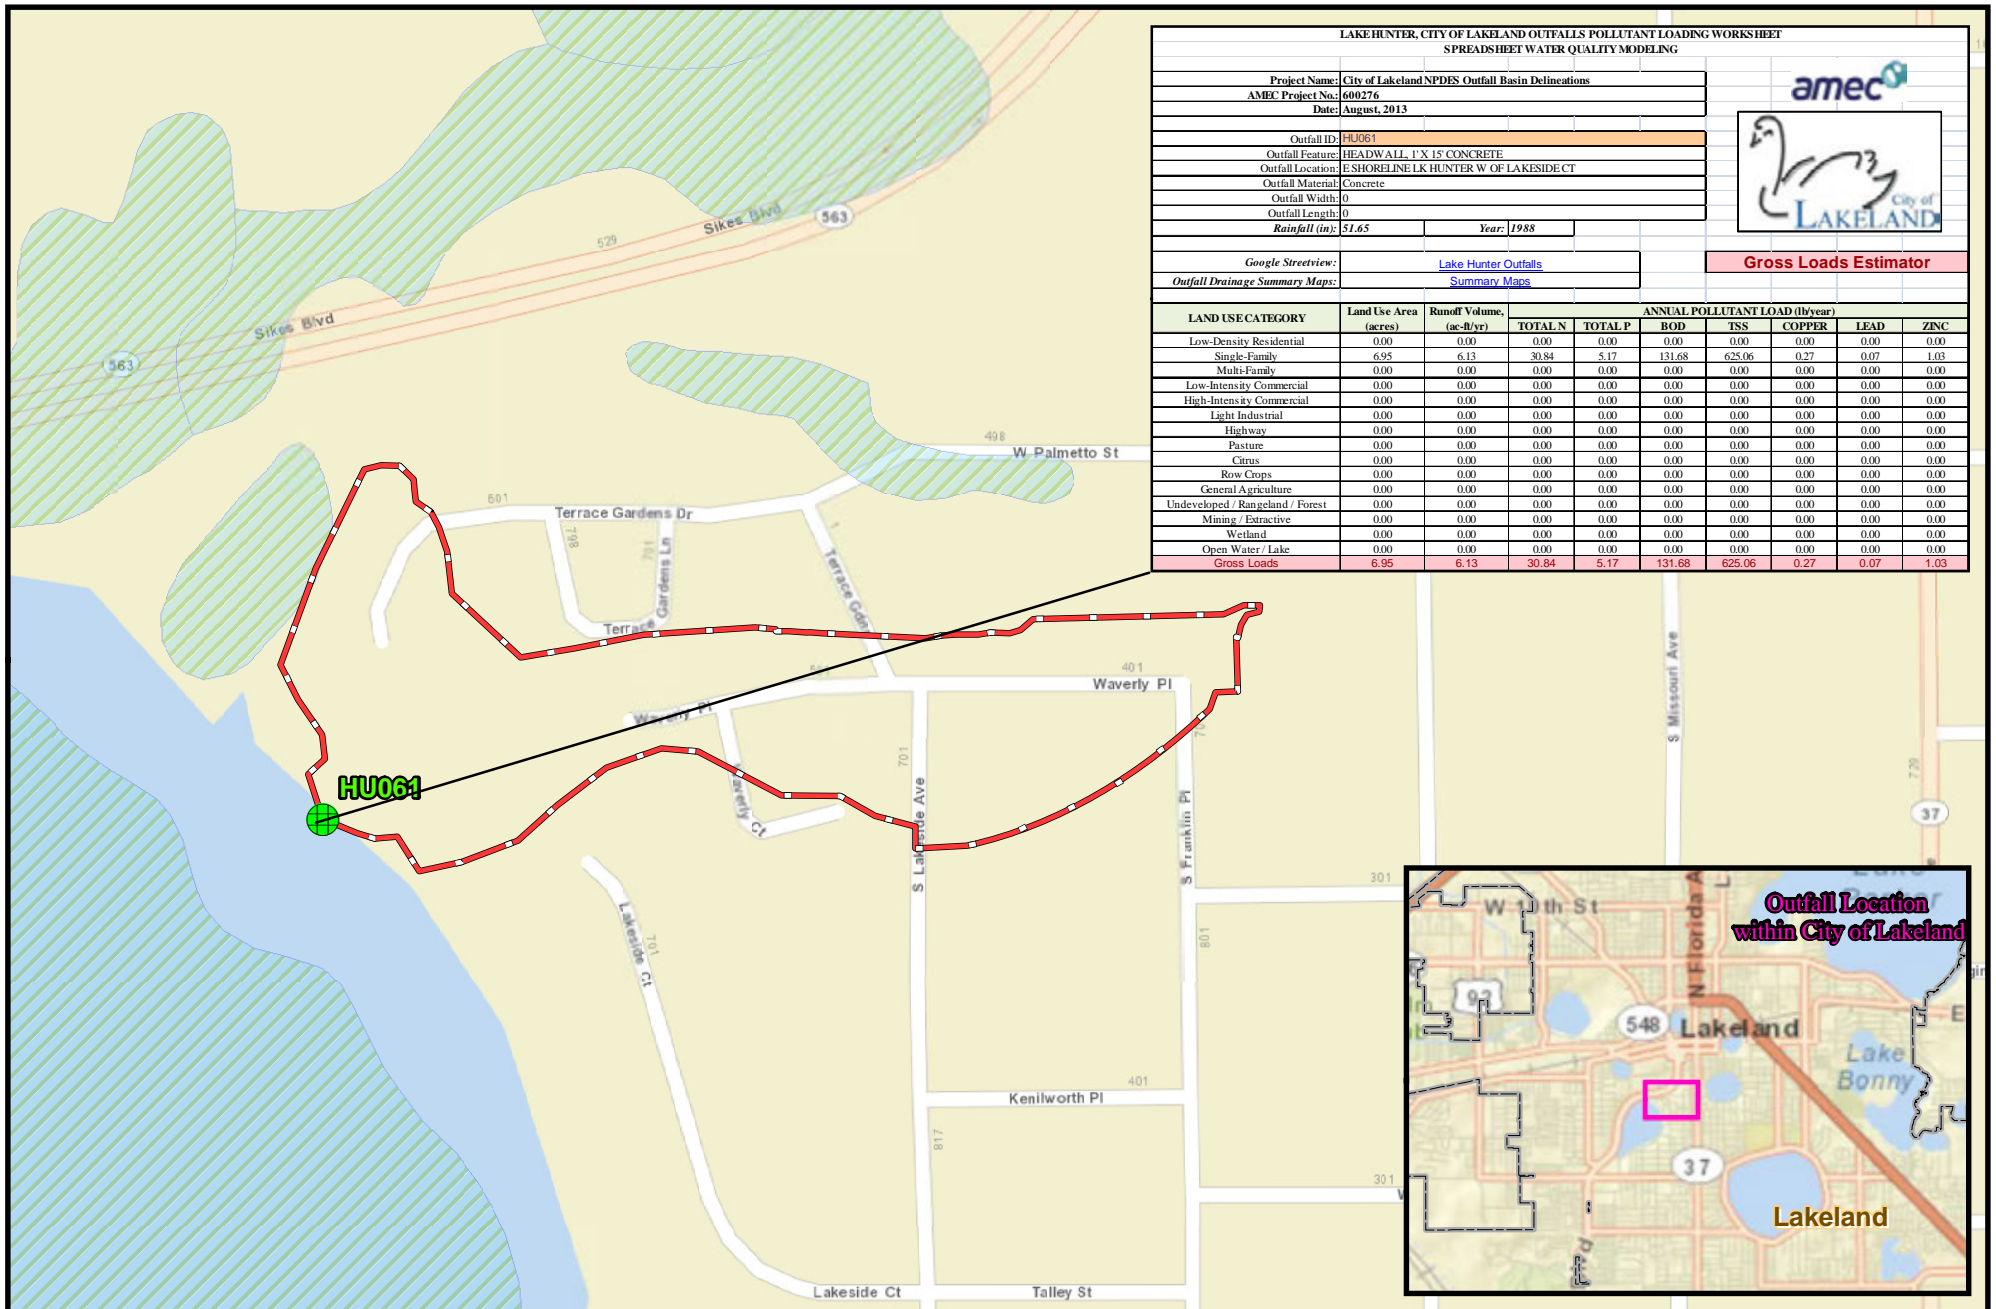 LAKE HUNTER, CITY OF LAKELAND OUTFALLS POLLUTANT LOADING WORKSHEET
SPREADSHEET WATER QUALITY MODELING
Project Name: City of Lakeland NPDES Outfall Basin Delineations
AMEC Project No.: 600276
Date: August, 2013
amec
Outfall ID: HU061
Outfall Feature: HEADWALL, 1' X 15' CONCRETE
Outfall Location: E SHORELINE LK HUNTER W OF LAKESIDE CT
Outfall Material: Concrete
Outfall Width: 0
Outfall Length: 0
Rainfall (in): 51.65 Year: 1988
City of
LAKELAND
Google Streetview: Lake Hunter Outfalls
Gross Loads Estimator
Outfall Drainage Summary Maps: Summary Maps
LAND USE CATEGORY Land Use Area (acres) Runoff Volume, (ac-ft/yr) ANNUAL POLLUTANT LOAD (lb/year)
TOTAL N TOTAL P BOD TSS COPPER LEAD ZINC
Low-Density Residential 0.00 0.00 0.00 0.00 0.00 0.00 0.00 0.00 0.00
Single-Family 6.95 6.13 30.84 5.17 131.68 625.06 0.27 0.07 1.03
Multi-Family 0.00 0.00 0.00 0.00 0.00 0.00 0.00 0.00 0.00
Low-Intensity Commercial 0.00 0.00 0.00 0.00 0.00 0.00 0.00 0.00 0.00
High-Intensity Commercial 0.00 0.00 0.00 0.00 0.00 0.00 0.00 0.00 0.00
Light Industrial 0.00 0.00 0.00 0.00 0.00 0.00 0.00 0.00 0.00
Highway 0.00 0.00 0.00 0.00 0.00 0.00 0.00 0.00 0.00
Pasture 0.00 0.00 0.00 0.00 0.00 0.00 0.00 0.00 0.00
Citrus 0.00 0.00 0.00 0.00 0.00 0.00 0.00 0.00 0.00
Row Crops 0.00 0.00 0.00 0.00 0.00 0.00 0.00 0.00 0.00
General Agriculture 0.00 0.00 0.00 0.00 0.00 0.00 0.00 0.00 0.00
Undeveloped / Rangeland / Forest 0.00 0.00 0.00 0.00 0.00 0.00 0.00 0.00 0.00
Mining / Extractive 0.00 0.00 0.00 0.00 0.00 0.00 0.00 0.00 0.00
Wetland 0.00 0.00 0.00 0.00 0.00 0.00 0.00 0.00 0.00
Open Water / Lake 0.00 0.00 0.00 0.00 0.00 0.00 0.00 0.00 0.00
Gross Loads 6.95 6.13 30.84 5.17 131.68 625.06 0.27 0.07 1.03
Sikes Blvd
563
529
Sikes Blvd
563
498
W Palmetto St
601
Terrace Gardens Dr
798
701
Terrace Gardens Ln
Terrace
1
Terrace Gdns
401
Waverly Pl
Waverly Pl
Waverly Ct
HU061
701
S Lakeside Ave
S Franklin Pl
S Missouri Ave
729
37
301
801
Lakeside Ct
701
401
Kenilworth Pl
817
301
Lakeside Ct
Talley St
Outfall Location
within City of Lakeland
W 10th St
N Florida A
92
548
Lakeland
Lake
Bonny
E
37
Lakeland